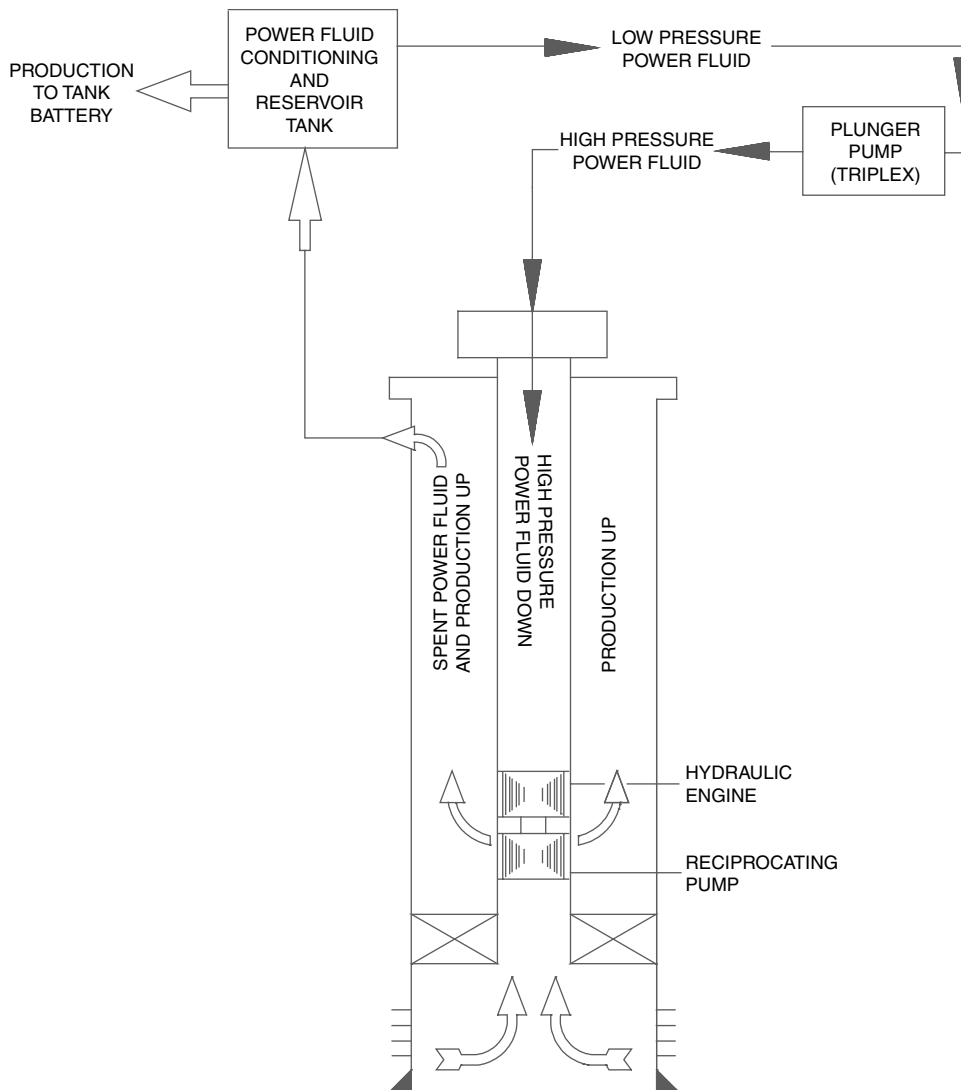 POWER FLUID
CONDITIONING
AND
RESERVOIR
TANK
LOW PRESSURE
POWER FLUID
PRODUCTION
TO TANK
BATTERY
HIGH PRESSURE
POWER FLUID
PLUNGER
PUMP
(TRIPLEX)
SPENT POWER FLUID
AND PRODUCTION UP
HIGH PRESSURE
POWER FLUID DOWN
PRODUCTION UP
HYDRAULIC
ENGINE
RECIPROCATING
PUMP